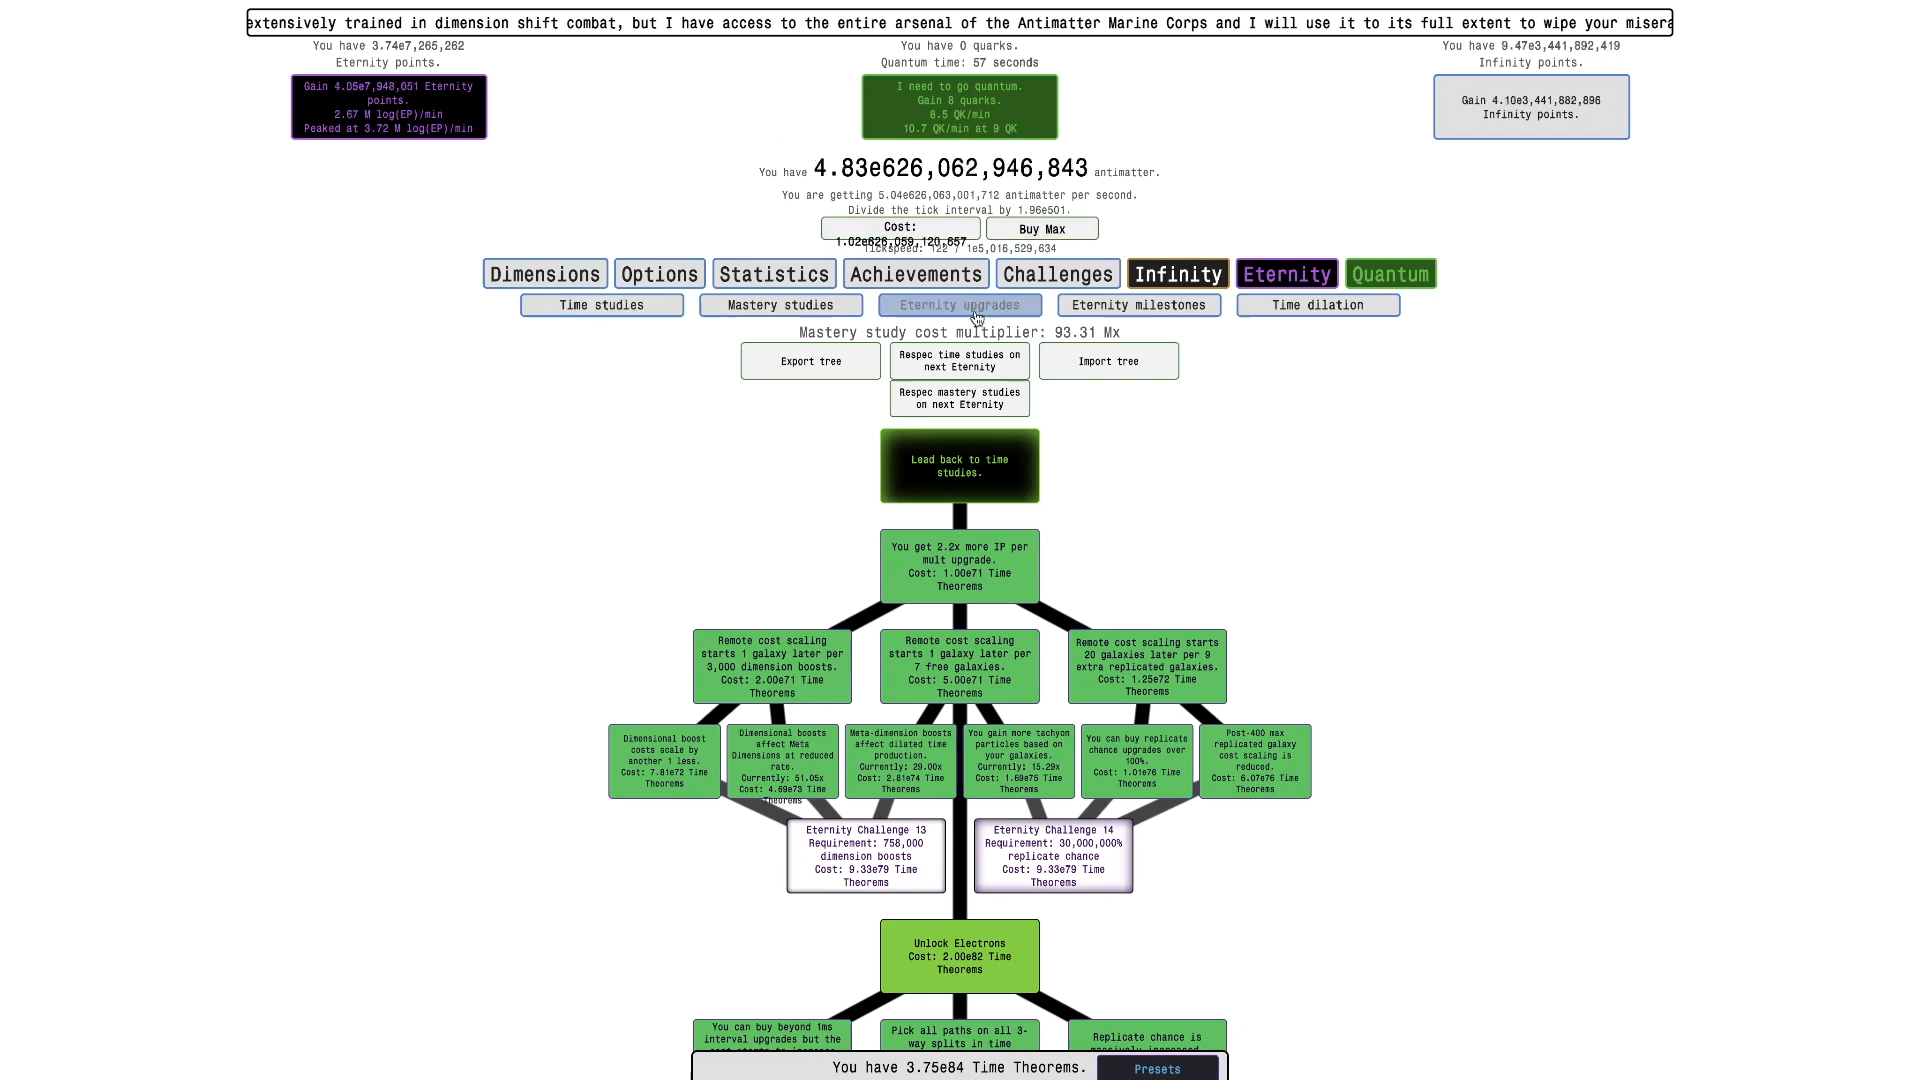 extensively trained in dimension shift combat, but I have access to the entire arsenal of the Antimatter Marine Corps and I will use it to its full extent to wipe your misera
You have 3.74e7,265,262
Eternity points.
Gain 4.05e7,948,051 Eternity
points.
2.67 M log(EP)/min
Peaked at 3.72 M log(EP)/min
You have 0 quarks.
Quantum time: 57 seconds
I need to go quantum.
Gain 8 quarks.
8.5 QK/min
10.7 QK/min at 9 QK
You have 9.47e3,441,892,419
Infinity points.
Gain 4.10e3,441,882,896
Infinity points.
You have 4.83e626,062,946,843 antimatter.
You are getting 5.04e626,063,001,712 antimatter per second.
Divide the tick interval by 1.96e501.
Cost:
1.02e626,059,120,657
Buy Max
Tickspeed: 122 / 1e5,016,529,634
Dimensions
Options
Statistics
Achievements
Challenges
Infinity
Eternity
Quantum
Time studies
Mastery studies
Eternity upgrades
Eternity milestones
Time dilation
Mastery study cost multiplier: 93.31 Mx
Export tree
Respec time studies on
next Eternity
Import tree
Respec mastery studies
on next Eternity
Lead back to time
studies.
You get 2.2x more IP per
mult upgrade.
Cost: 1.00e71 Time
Theorems
Remote cost scaling
starts 1 galaxy later per
3,000 dimension boosts.
Cost: 2.00e71 Time
Theorems
Remote cost scaling
starts 1 galaxy later per
7 free galaxies.
Cost: 5.00e71 Time
Theorems
Remote cost scaling starts
20 galaxies later per 9
extra replicated galaxies.
Cost: 1.25e72 Time
Theorems
Dimensional boost
costs scale by
another 1 less.
Cost: 7.81e72 Time
Theorems
Dimensional boosts
affect Meta
Dimensions at reduced
rate.
Currently: 51.05x
Cost: 4.69e73 Time
Theorems
Meta-dimension boosts
affect dilated time
production.
Currently: 29.00x
Cost: 2.81e74 Time
Theorems
You gain more tachyon
particles based on
your galaxies.
Currently: 15.29x
Cost: 1.69e75 Time
Theorems
You can buy replicate
chance upgrades over
100%.
Cost: 1.01e76 Time
Theorems
Post-400 max
replicated galaxy
cost scaling is
reduced.
Cost: 6.07e76 Time
Theorems
Eternity Challenge 13
Requirement: 758,000
dimension boosts
Cost: 9.33e79 Time
Theorems
Eternity Challenge 14
Requirement: 30,000,000%
replicate chance
Cost: 9.33e79 Time
Theorems
Unlock Electrons
Cost: 2.00e82 Time
Theorems
You can buy beyond 1ms
interval upgrades but the
Pick all paths on all 3-
way splits in time
Replicate chance is
massively increased
You have 3.75e84 Time Theorems.
Presets